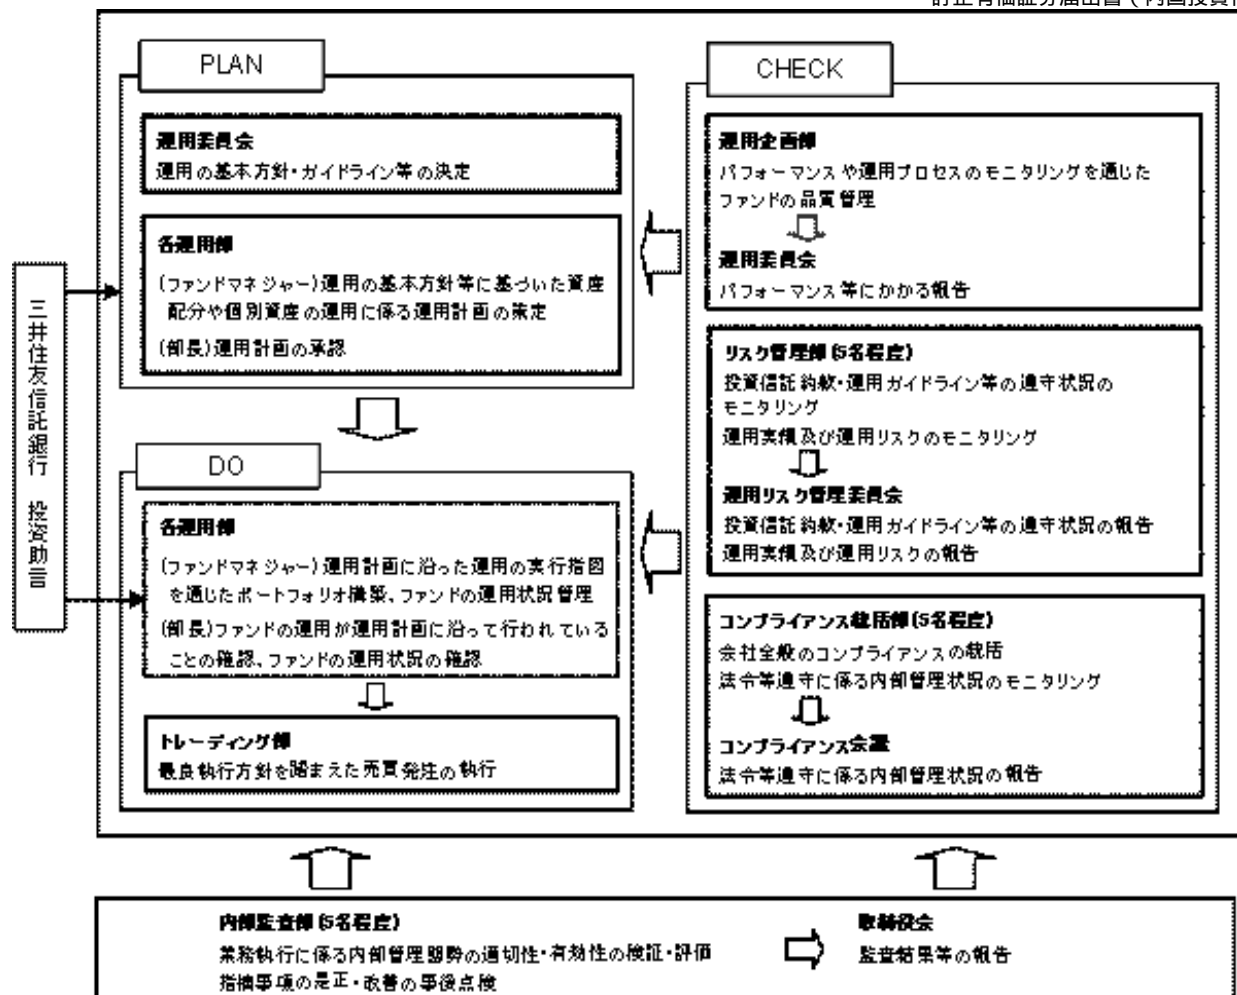 PLAN
運用委員会
運用の基本方針・ガイドライン等の決定
各運用部
(ファンドマネジャー)運用の基本方針等に基づいた資産
配分や個別資産の運用に係る運用計画の策定
(部長)運用計画の承認
三井住友信託銀行 投資助言
DO
各運用部
(ファンドマネジャー)運用計画に沿った運用の実行指図
を通じたポートフォリオ構築、ファンドの運用状況管理
(部長)ファンドの運用が運用計画に沿って行われている
ことの確認、ファンドの運用状況の確認
トレーディング部
最良執行方針を踏まえた売買発注の執行
CHECK
運用企画部
パフォーマンスや運用プロセスのモニタリングを通じた
ファンドの品質管理
運用委員会
パフォーマンス等にかかる報告
リスク管理部(5名程度)
投資信託約款・運用ガイドライン等の遵守状況の
モニタリング
運用実績及び運用リスクのモニタリング
運用リスク管理委員会
投資信託約款・運用ガイドライン等の遵守状況の報告
運用実績及び運用リスクの報告
コンプライアンス統括部(5名程度)
会社全般のコンプライアンスの統括
法令等遵守に係る内部管理状況のモニタリング
コンプライアンス会議
法令等遵守に係る内部管理状況の報告
内部監査部(5名程度)
業務執行に係る内部管理態勢の適切性・有効性の検証・評価
指摘事項の是正・改善の事後点検
取締役会
監査結果等の報告